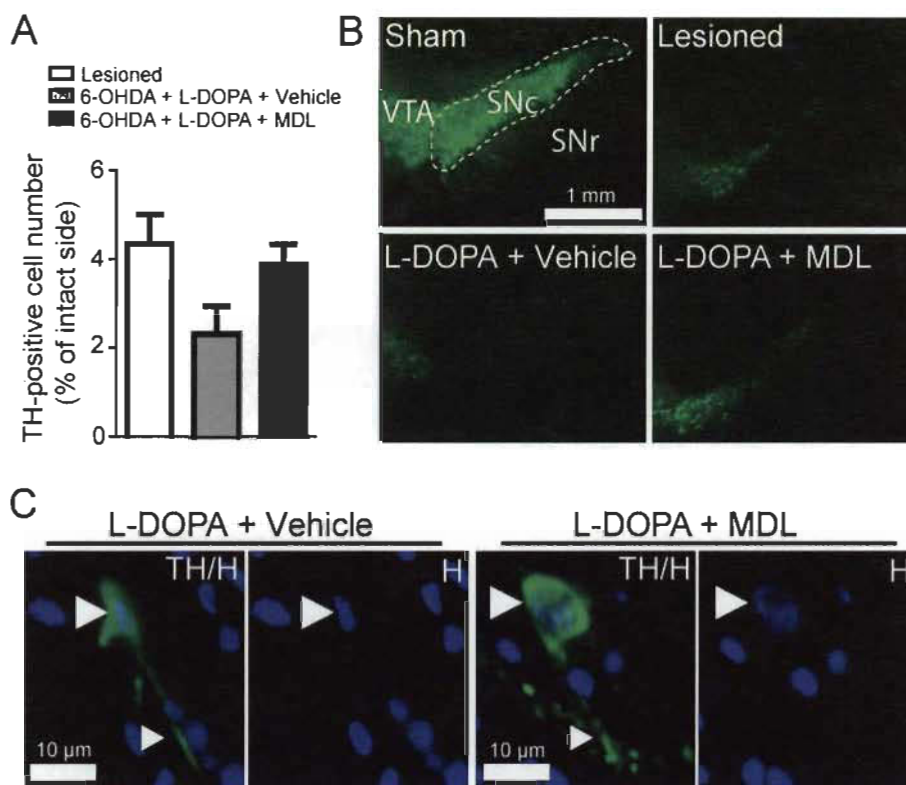 A
Lesioned
6-OHDA + L-DOPA + Vehicle
6-OHDA + L-DOPA + MDL
TH-positive cell number
(% of intact side)
6
4
2
0
B
Sham
VTA
SNc
SNr
1 mm
Lesioned
L-DOPA + Vehicle
L-DOPA + MDL
C
L-DOPA + Vehicle
L-DOPA + MDL
TH/H
H
TH/H
H
10 µm
10 µm